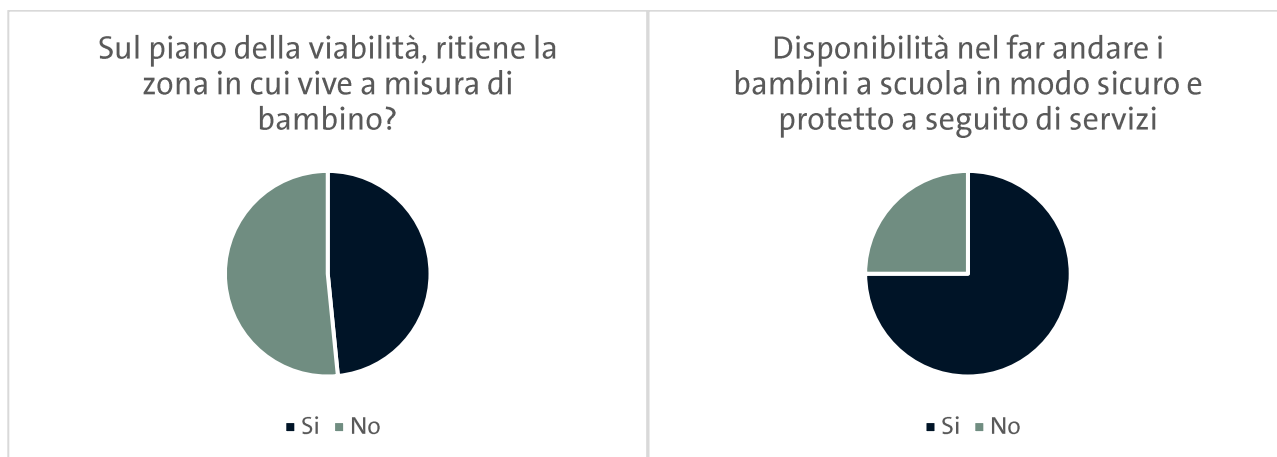 Sul piano della viabilità, ritiene la
zona in cui vive a misura di
bambino?
Si No
Disponibilità nel far andare i
bambini a scuola in modo sicuro e
protetto a seguito di servizi
Si No